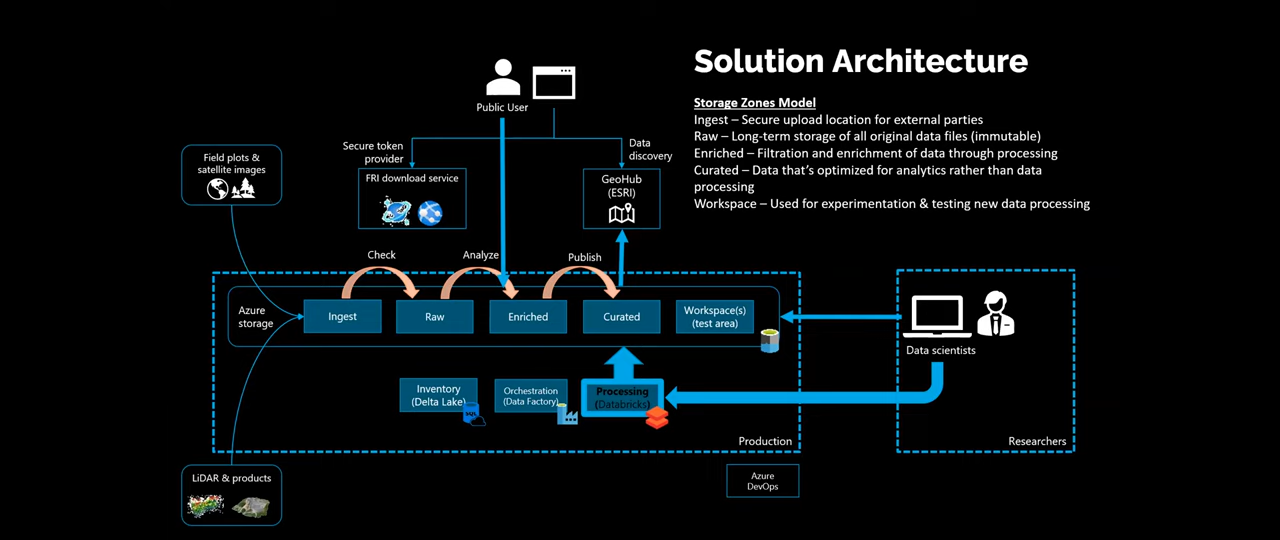 Solution Architecture
Storage Zones Model
Ingest – Secure upload location for external parties
Raw – Long-term storage of all original data files (immutable)
Enriched – Filtration and enrichment of data through processing
Curated – Data that's optimized for analytics rather than data
processing
Workspace – Used for experimentation & testing new data processing
Public User
Secure token
provider
Data
discovery
Field plots &
satellite images
FRI download service
GeoHub
(ESRI)
Check
Analyze
Publish
Azure
storage
Ingest
Raw
Enriched
Curated
Workspace(s)
(test area)
Data scientists
Inventory
(Delta Lake)
SQL
Orchestration
(Data Factory)
Processing
(Databricks)
Production
Researchers
LiDAR & products
Azure
DevOps